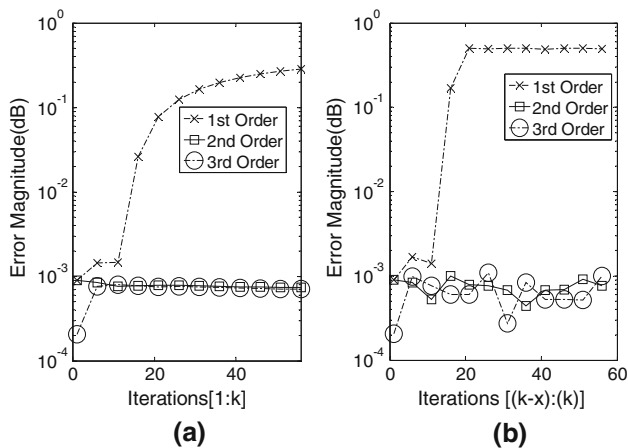 10^0
10^-1
10^-2
10^-3
10^-4
Error Magnitude(dB)
1st Order
2nd Order
3rd Order
0
20
40
Iterations[1:k]
(a)
10^0
10^-1
10^-2
10^-3
10^-4
Error Magnitude(dB)
1st Order
2nd Order
3rd Order
0
20
40
60
Iterations [(k-x):(k)]
(b)